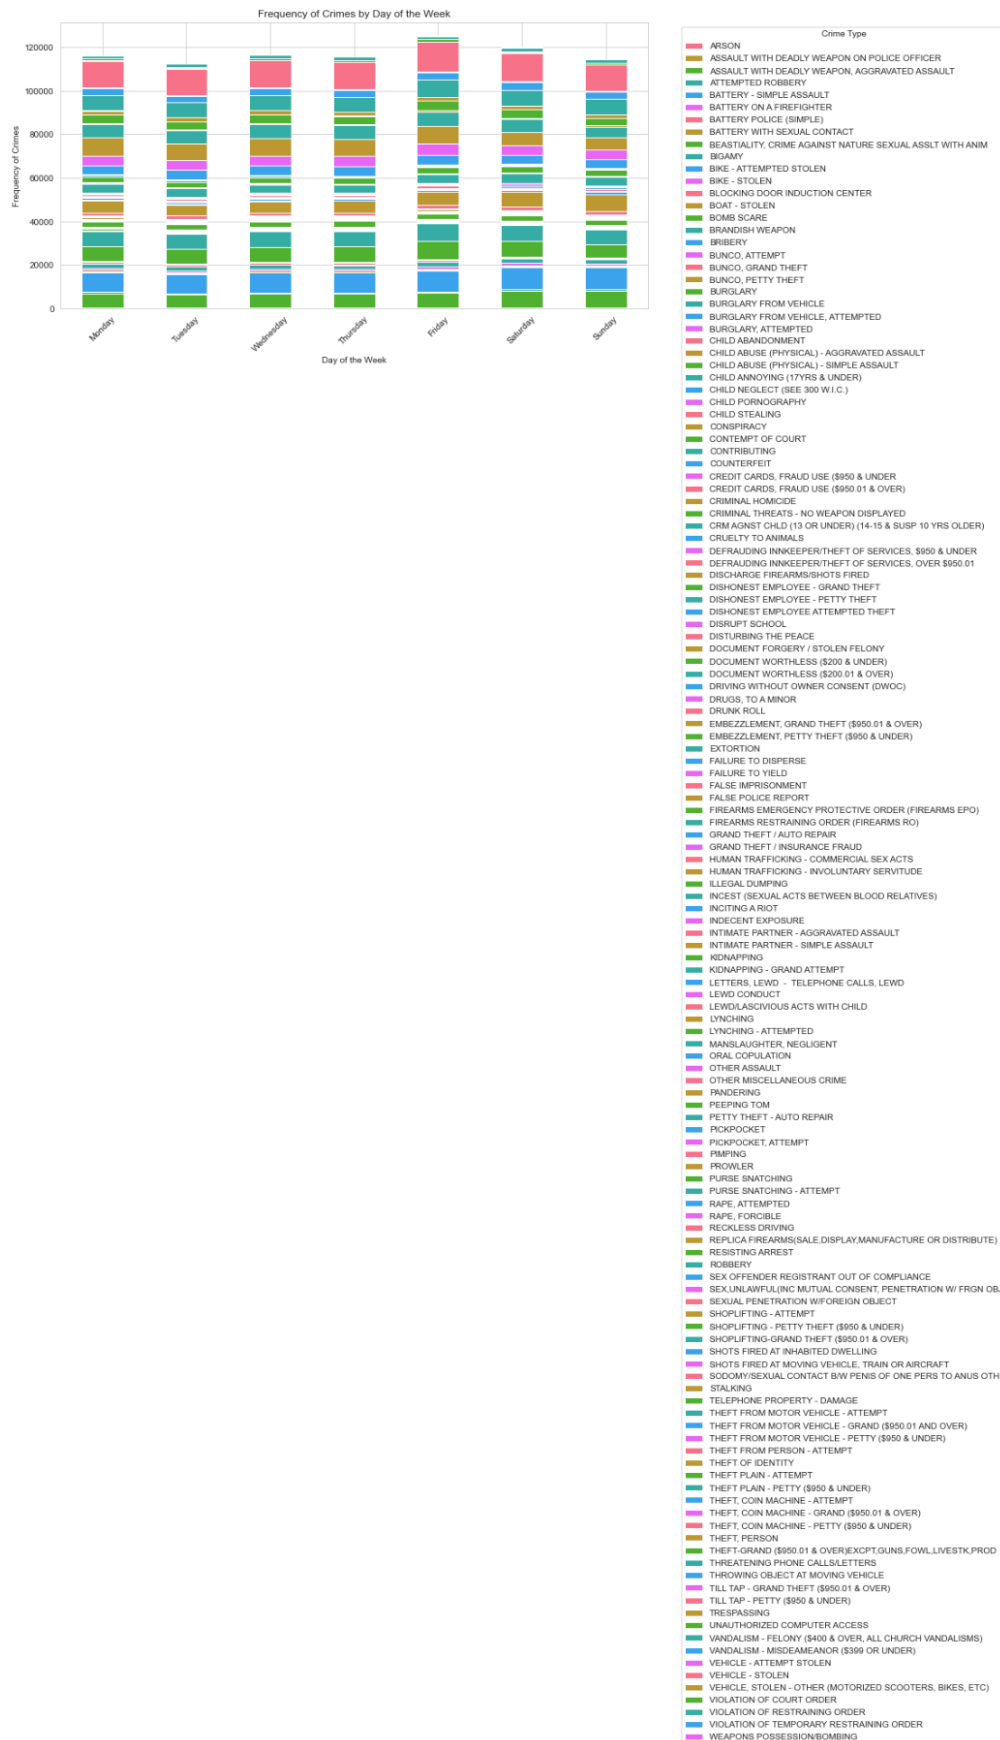 Frequency of Crimes by Day of the Week
Frequency of Crimes
120000
100000
80000
60000
40000
20000
0
Monday
Tuesday
Wednesday
Thursday
Friday
Saturday
Sunday
Day of the Week
Crime Type
ARSON
ASSAULT WITH DEADLY WEAPON ON POLICE OFFICER
ASSAULT WITH DEADLY WEAPON, AGGRAVATED ASSAULT
ATTEMPTED ROBBERY
BATTERY - SIMPLE ASSAULT
BATTERY ON A FIREFIGHTER
BATTERY POLICE (SIMPLE)
BATTERY WITH SEXUAL CONTACT
BEASTIALITY, CRIME AGAINST NATURE SEXUAL ASSLT WITH ANIM
BIGAMY
BIKE - ATTEMPTED STOLEN
BIKE - STOLEN
BLOCKING DOOR INDUCTION CENTER
BOAT - STOLEN
BOMB SCARE
BRANDISH WEAPON
BRIBERY
BUNCO, ATTEMPT
BUNCO, GRAND THEFT
BUNCO, PETTY THEFT
BURGLARY
BURGLARY FROM VEHICLE
BURGLARY FROM VEHICLE, ATTEMPTED
BURGLARY, ATTEMPTED
CHILD ABANDONMENT
CHILD ABUSE (PHYSICAL) - AGGRAVATED ASSAULT
CHILD ABUSE (PHYSICAL) - SIMPLE ASSAULT
CHILD ANNOYING (17YRS & UNDER)
CHILD NEGLECT (SEE 300 W.I.C.)
CHILD PORNOGRAPHY
CHILD STEALING
CONSPIRACY
CONTEMPT OF COURT
CONTRIBUTING
COUNTERFEIT
CREDIT CARDS, FRAUD USE ($950 & UNDER
CREDIT CARDS, FRAUD USE ($950.01 & OVER)
CRIMINAL HOMICIDE
CRIMINAL THREATS - NO WEAPON DISPLAYED
CRM AGNST CHLD (13 OR UNDER) (14-15 & SUSP 10 YRS OLDER)
CRUELTY TO ANIMALS
DEFRAUDING INNKEEPER/THEFT OF SERVICES, $950 & UNDER
DEFRAUDING INNKEEPER/THEFT OF SERVICES, OVER $950.01
DISCHARGE FIREARMS/SHOTS FIRED
DISHONEST EMPLOYEE - GRAND THEFT
DISHONEST EMPLOYEE - PETTY THEFT
DISHONEST EMPLOYEE ATTEMPTED THEFT
DISRUPT SCHOOL
DISTURBING THE PEACE
DOCUMENT FORGERY / STOLEN FELONY
DOCUMENT WORTHLESS ($200 & UNDER)
DOCUMENT WORTHLESS ($200.01 & OVER)
DRIVING WITHOUT OWNER CONSENT (DWOC)
DRUGS, TO A MINOR
DRUNK ROLL
EMBEZZLEMENT, GRAND THEFT ($950.01 & OVER)
EMBEZZLEMENT, PETTY THEFT ($950 & UNDER)
EXTORTION
FAILURE TO DISPERSE
FAILURE TO YIELD
FALSE IMPRISONMENT
FALSE POLICE REPORT
FIREARMS EMERGENCY PROTECTIVE ORDER (FIREARMS EPO)
FIREARMS RESTRAINING ORDER (FIREARMS RO)
GRAND THEFT / AUTO REPAIR
GRAND THEFT / INSURANCE FRAUD
HUMAN TRAFFICKING - COMMERCIAL SEX ACTS
HUMAN TRAFFICKING - INVOLUNTARY SERVITUDE
ILLEGAL DUMPING
INCEST (SEXUAL ACTS BETWEEN BLOOD RELATIVES)
INCITING A RIOT
INDECENT EXPOSURE
INTIMATE PARTNER - AGGRAVATED ASSAULT
INTIMATE PARTNER - SIMPLE ASSAULT
KIDNAPPING
KIDNAPPING - GRAND ATTEMPT
LETTERS, LEWD  -  TELEPHONE CALLS, LEWD
LEWD CONDUCT
LEWD/LASCIVIOUS ACTS WITH CHILD
LYNCHING
LYNCHING - ATTEMPTED
MANSLAUGHTER, NEGLIGENT
ORAL COPULATION
OTHER ASSAULT
OTHER MISCELLANEOUS CRIME
PANDERING
PEEPING TOM
PETTY THEFT - AUTO REPAIR
PICKPOCKET
PICKPOCKET, ATTEMPT
PIMPING
PROWLER
PURSE SNATCHING
PURSE SNATCHING - ATTEMPT
RAPE, ATTEMPTED
RAPE, FORCIBLE
RECKLESS DRIVING
REPLICA FIREARMS(SALE,DISPLAY,MANUFACTURE OR DISTRIBUTE)
RESISTING ARREST
ROBBERY
SEX OFFENDER REGISTRANT OUT OF COMPLIANCE
SEX,UNLAWFUL(INC MUTUAL CONSENT, PENETRATION W/ FRGN OB
SEXUAL PENETRATION W/FOREIGN OBJECT
SHOPLIFTING - ATTEMPT
SHOPLIFTING - PETTY THEFT ($950 & UNDER)
SHOPLIFTING-GRAND THEFT ($950.01 & OVER)
SHOTS FIRED AT INHABITED DWELLING
SHOTS FIRED AT MOVING VEHICLE, TRAIN OR AIRCRAFT
SODOMY/SEXUAL CONTACT B/W PENIS OF ONE PERS TO ANUS OTH
STALKING
TELEPHONE PROPERTY - DAMAGE
THEFT FROM MOTOR VEHICLE - ATTEMPT
THEFT FROM MOTOR VEHICLE - GRAND ($950.01 AND OVER)
THEFT FROM MOTOR VEHICLE - PETTY ($950 & UNDER)
THEFT FROM PERSON - ATTEMPT
THEFT OF IDENTITY
THEFT PLAIN - ATTEMPT
THEFT PLAIN - PETTY ($950 & UNDER)
THEFT, COIN MACHINE - ATTEMPT
THEFT, COIN MACHINE - GRAND ($950.01 & OVER)
THEFT, COIN MACHINE - PETTY ($950 & UNDER)
THEFT, PERSON
THEFT-GRAND ($950.01 & OVER)EXCPT,GUNS,FOWL,LIVESTK,PROD
THREATENING PHONE CALLS/LETTERS
THROWING OBJECT AT MOVING VEHICLE
TILL TAP - GRAND THEFT ($950.01 & OVER)
TILL TAP - PETTY ($950 & UNDER)
TRESPASSING
UNAUTHORIZED COMPUTER ACCESS
VANDALISM - FELONY ($400 & OVER, ALL CHURCH VANDALISMS)
VANDALISM - MISDEAMEANOR ($399 OR UNDER)
VEHICLE - ATTEMPT STOLEN
VEHICLE - STOLEN
VEHICLE, STOLEN - OTHER (MOTORIZED SCOOTERS, BIKES, ETC)
VIOLATION OF COURT ORDER
VIOLATION OF RESTRAINING ORDER
VIOLATION OF TEMPORARY RESTRAINING ORDER
WEAPONS POSSESSION/BOMBING